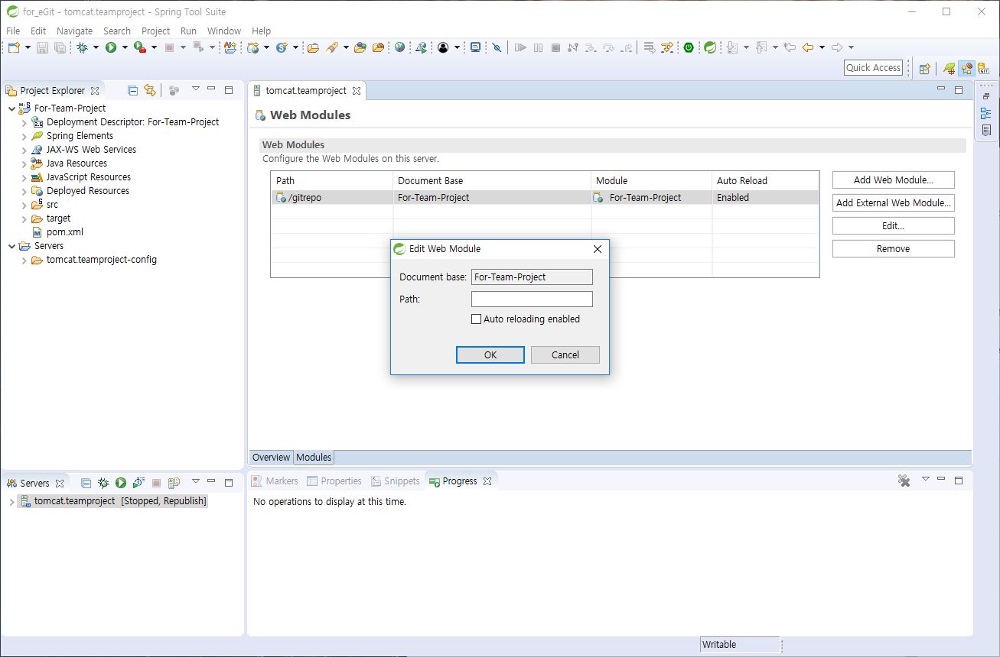 for_eGit - tomcat.teamproject - Spring Tool Suite
File Edit Navigate Search Project Run Window Help
Quick Access
Project Explorer
For-Team-Project
Deployment Descriptor: For-Team-Project
Spring Elements
JAX-WS Web Services
Java Resources
JavaScript Resources
Deployed Resources
src
target
pom.xml
Servers
tomcat.teamproject-config
tomcat.teamproject
Web Modules
Web Modules
Configure the Web Modules on this server.
Path Document Base Module Auto Reload
/gitrepo For-Team-Project For-Team-Project Enabled
Add Web Module...
Add External Web Module...
Edit...
Remove
Edit Web Module
Document base: For-Team-Project
Path:
Auto reloading enabled
OK Cancel
Overview Modules
Servers
tomcat.teamproject [Stopped, Republish]
Markers Properties Snippets Progress
No operations to display at this time.
Writable